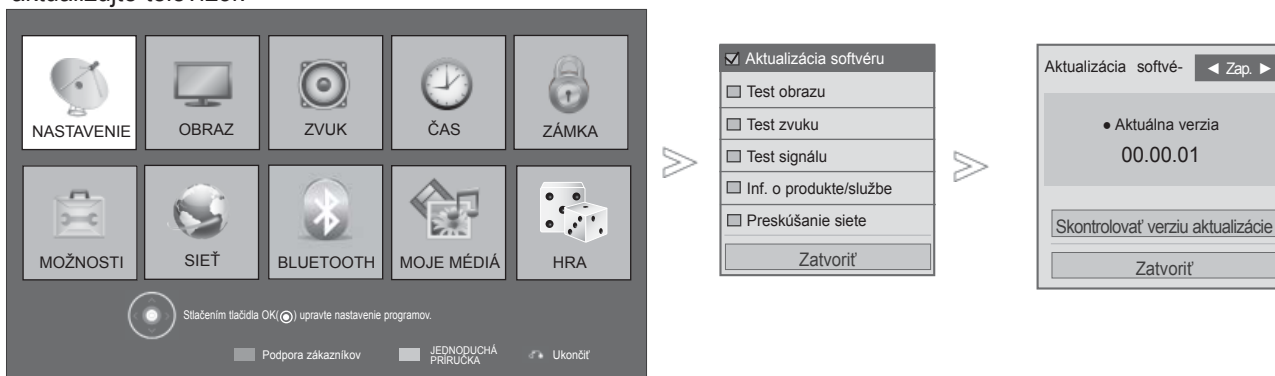 NASTAVENIE OBRAZ ZVUK ČAS ZÁMKA
MOŽNOSTI SIEŤ BLUETOOTH MOJE MÉDIÁ HRA
Stlačením tlačidla OK(◉) upravte nastavenie programov.
Podpora zákazníkov
JEDNODUCHÁ
PRÍRUČKA
Ukončiť
Aktualizácia softvéru
Test obrazu
Test zvuku
Test signálu
Inf. o produkte/službe
Preskúšanie siete
Zatvoriť
Aktualizácia softvé- ◄ Zap. ►
● Aktuálna verzia
00.00.01
Skontrolovať verziu aktualizácie
Zatvoriť